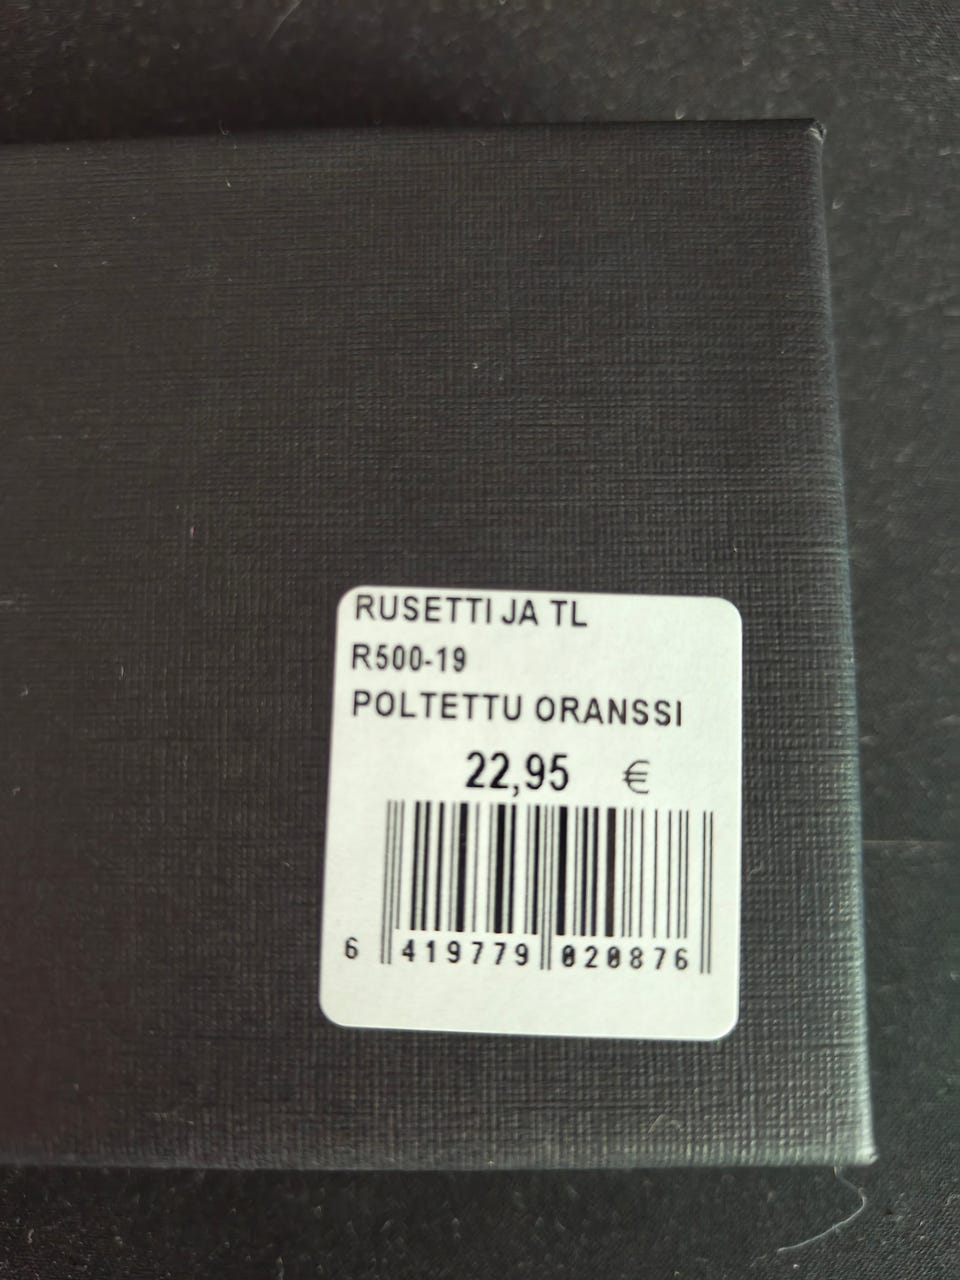 RUSETTI JA TL
R500-19
POLTETTU ORANSSI
22,95 €
6 419779 020876